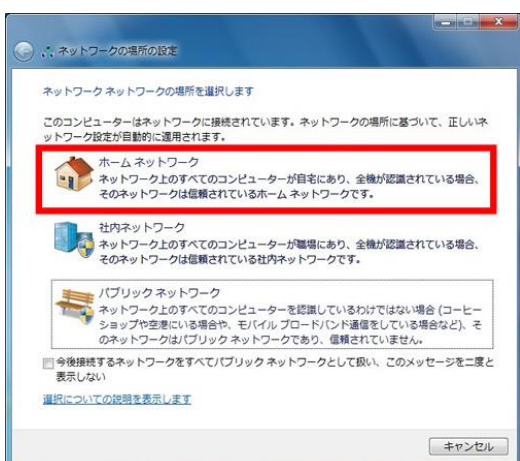 ネットワークの場所の設定
ネットワーク ネットワークの場所を選択します
このコンピューターはネットワークに接続されています。ネットワークの場所に基づいて、正しいネ
ットワーク設定が自動的に適用されます。
ホーム ネットワーク
ネットワーク上のすべてのコンピューターが自宅にあり、全機が認識されている場合、
そのネットワークは信頼されているホーム ネットワークです。
社内ネットワーク
ネットワーク上のすべてのコンピューターが職場にあり、全機が認識されている場合、
そのネットワークは信頼されている社内ネットワークです。
パブリック ネットワーク
ネットワーク上のすべてのコンピューターを認識しているわけではない場合 (コーヒー
ショップや空港にいる場合や、モバイル ブロードバンド通信をしている場合など)、そ
のネットワークはパブリック ネットワークであり、信頼されていません。
今後接続するネットワークをすべてパブリック ネットワークとして扱い、このメッセージを二度と
表示しない
選択についての説明を表示します
キャンセル